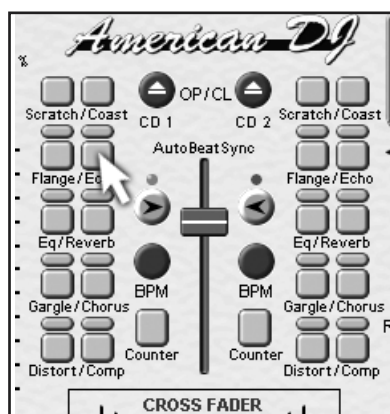 American DJ
%
OP/CL
Scratch/Coast
CD 1
CD 2
Scratch/Coast
AutoBeatSync
Flange/Echo
Flange/Echo
Eq/Reverb
Eq/Reverb
BPM
BPM
Gargle/Chorus
Gargle/Chorus
R
Counter
Counter
Distort/Comp
Distort/Comp
CROSS FADER